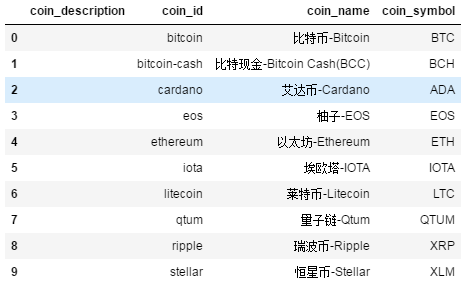 coin_description coin_id coin_name coin_symbol
0 bitcoin 比特币-Bitcoin BTC
1 bitcoin-cash 比特现金-Bitcoin Cash(BCC) BCH
2 cardano 艾达币-Cardano ADA
3 eos 柚子-EOS EOS
4 ethereum 以太坊-Ethereum ETH
5 iota 埃欧塔-IOTA IOTA
6 litecoin 莱特币-Litecoin LTC
7 qtum 量子链-Qtum QTUM
8 ripple 瑞波币-Ripple XRP
9 stellar 恒星币-Stellar XLM